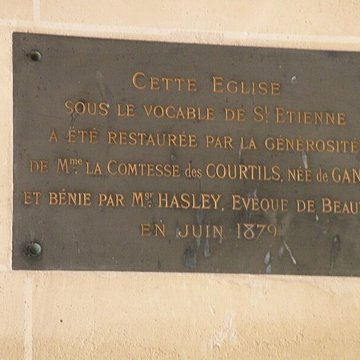 CETTE EGLISE
SOUS LE VOCABLE DE St ETIENNE
A ÉTÉ RESTAURÉE PAR LA GÉNÉROSITÉ
DE Mme LA COMTESSE des COURTILS, NÉE de GAN
ET BÉNIE PAR Mgr HASLEY, EVÊQUE DE BEAU
EN JUIN 1879